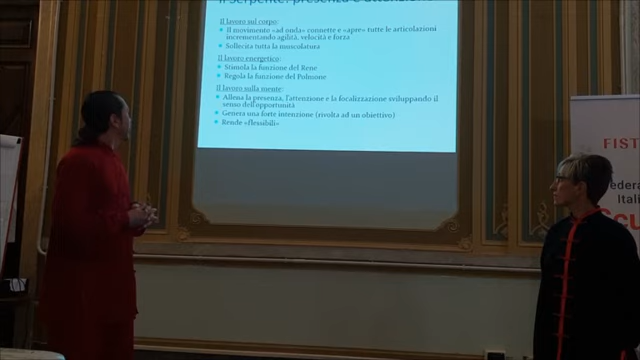 Il Serpente: presenza e
Il lavoro sul corpo:
Il movimento «ad onda» connette e «apre» tutte le articolazioni
incrementando agilità, velocità e forza
Sollecita tutta la muscolatura
Il lavoro energetico:
Stimola la funzione del Rene
Regola la funzione del Polmone
Il lavoro sulla mente:
Allena la presenza, l'attenzione e la focalizzazione sviluppando il
senso dell'opportunità
Genera una forte intenzione (rivolta ad un obiettivo)
Rende «flessibili»
FIST
Federa
Itali
Scu